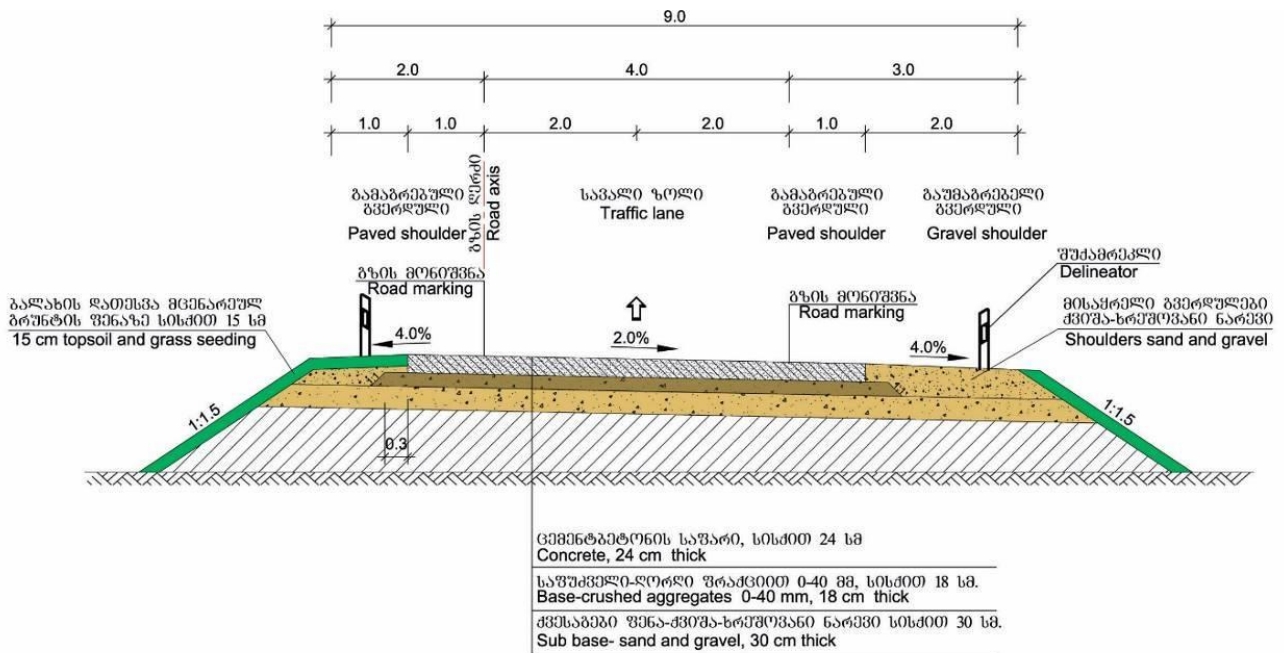 9.0
2.0
4.0
3.0
1.0
1.0
2.0
2.0
1.0
2.0
გამაგრებული
გვერდული
Paved shoulder
გზის ღერძი
Road axis
სავალი ზოლი
Traffic lane
გამაგრებული
გვერდული
Paved shoulder
გაუმაგრებელი
გვერდული
Gravel shoulder
შუქამრეკლი
Delineator
გზის მონიშვნა
Road marking
გზის მონიშვნა
Road marking
ბალახის დათესვა მცენარეულ
გრუნტის ფენაზე სისქით 15 სმ
15 cm topsoil and grass seeding
მისაყრელი გვერდულები
ქვიშა-ხრეშოვანი ნარევი
Shoulders sand and gravel
4.0%
2.0%
4.0%
1:1
1:1
1:1.5
1:1.5
0.3
ცემენტბეტონის საფარი, სისქით 24 სმ
Concrete, 24 cm thick
საფუძველი-ღორღი ფრაქციით 0-40 მმ, სისქით 18 სმ.
Base-crushed aggregates 0-40 mm, 18 cm thick
ქვესაგები ფენა-ქვიშა-ხრეშოვანი ნარევი სისქით 30 სმ.
Sub base- sand and gravel, 30 cm thick